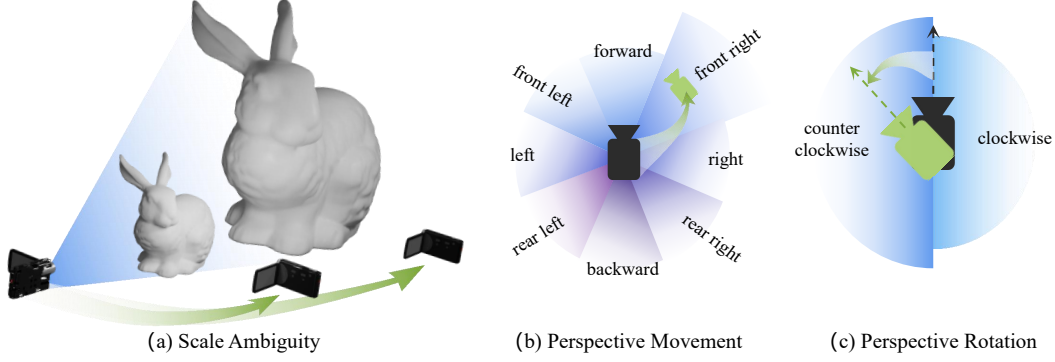 forward
front left
front right
left
right
rear left
rear right
backward
counter
clockwise
clockwise
(a) Scale Ambiguity
(b) Perspective Movement
(c) Perspective Rotation